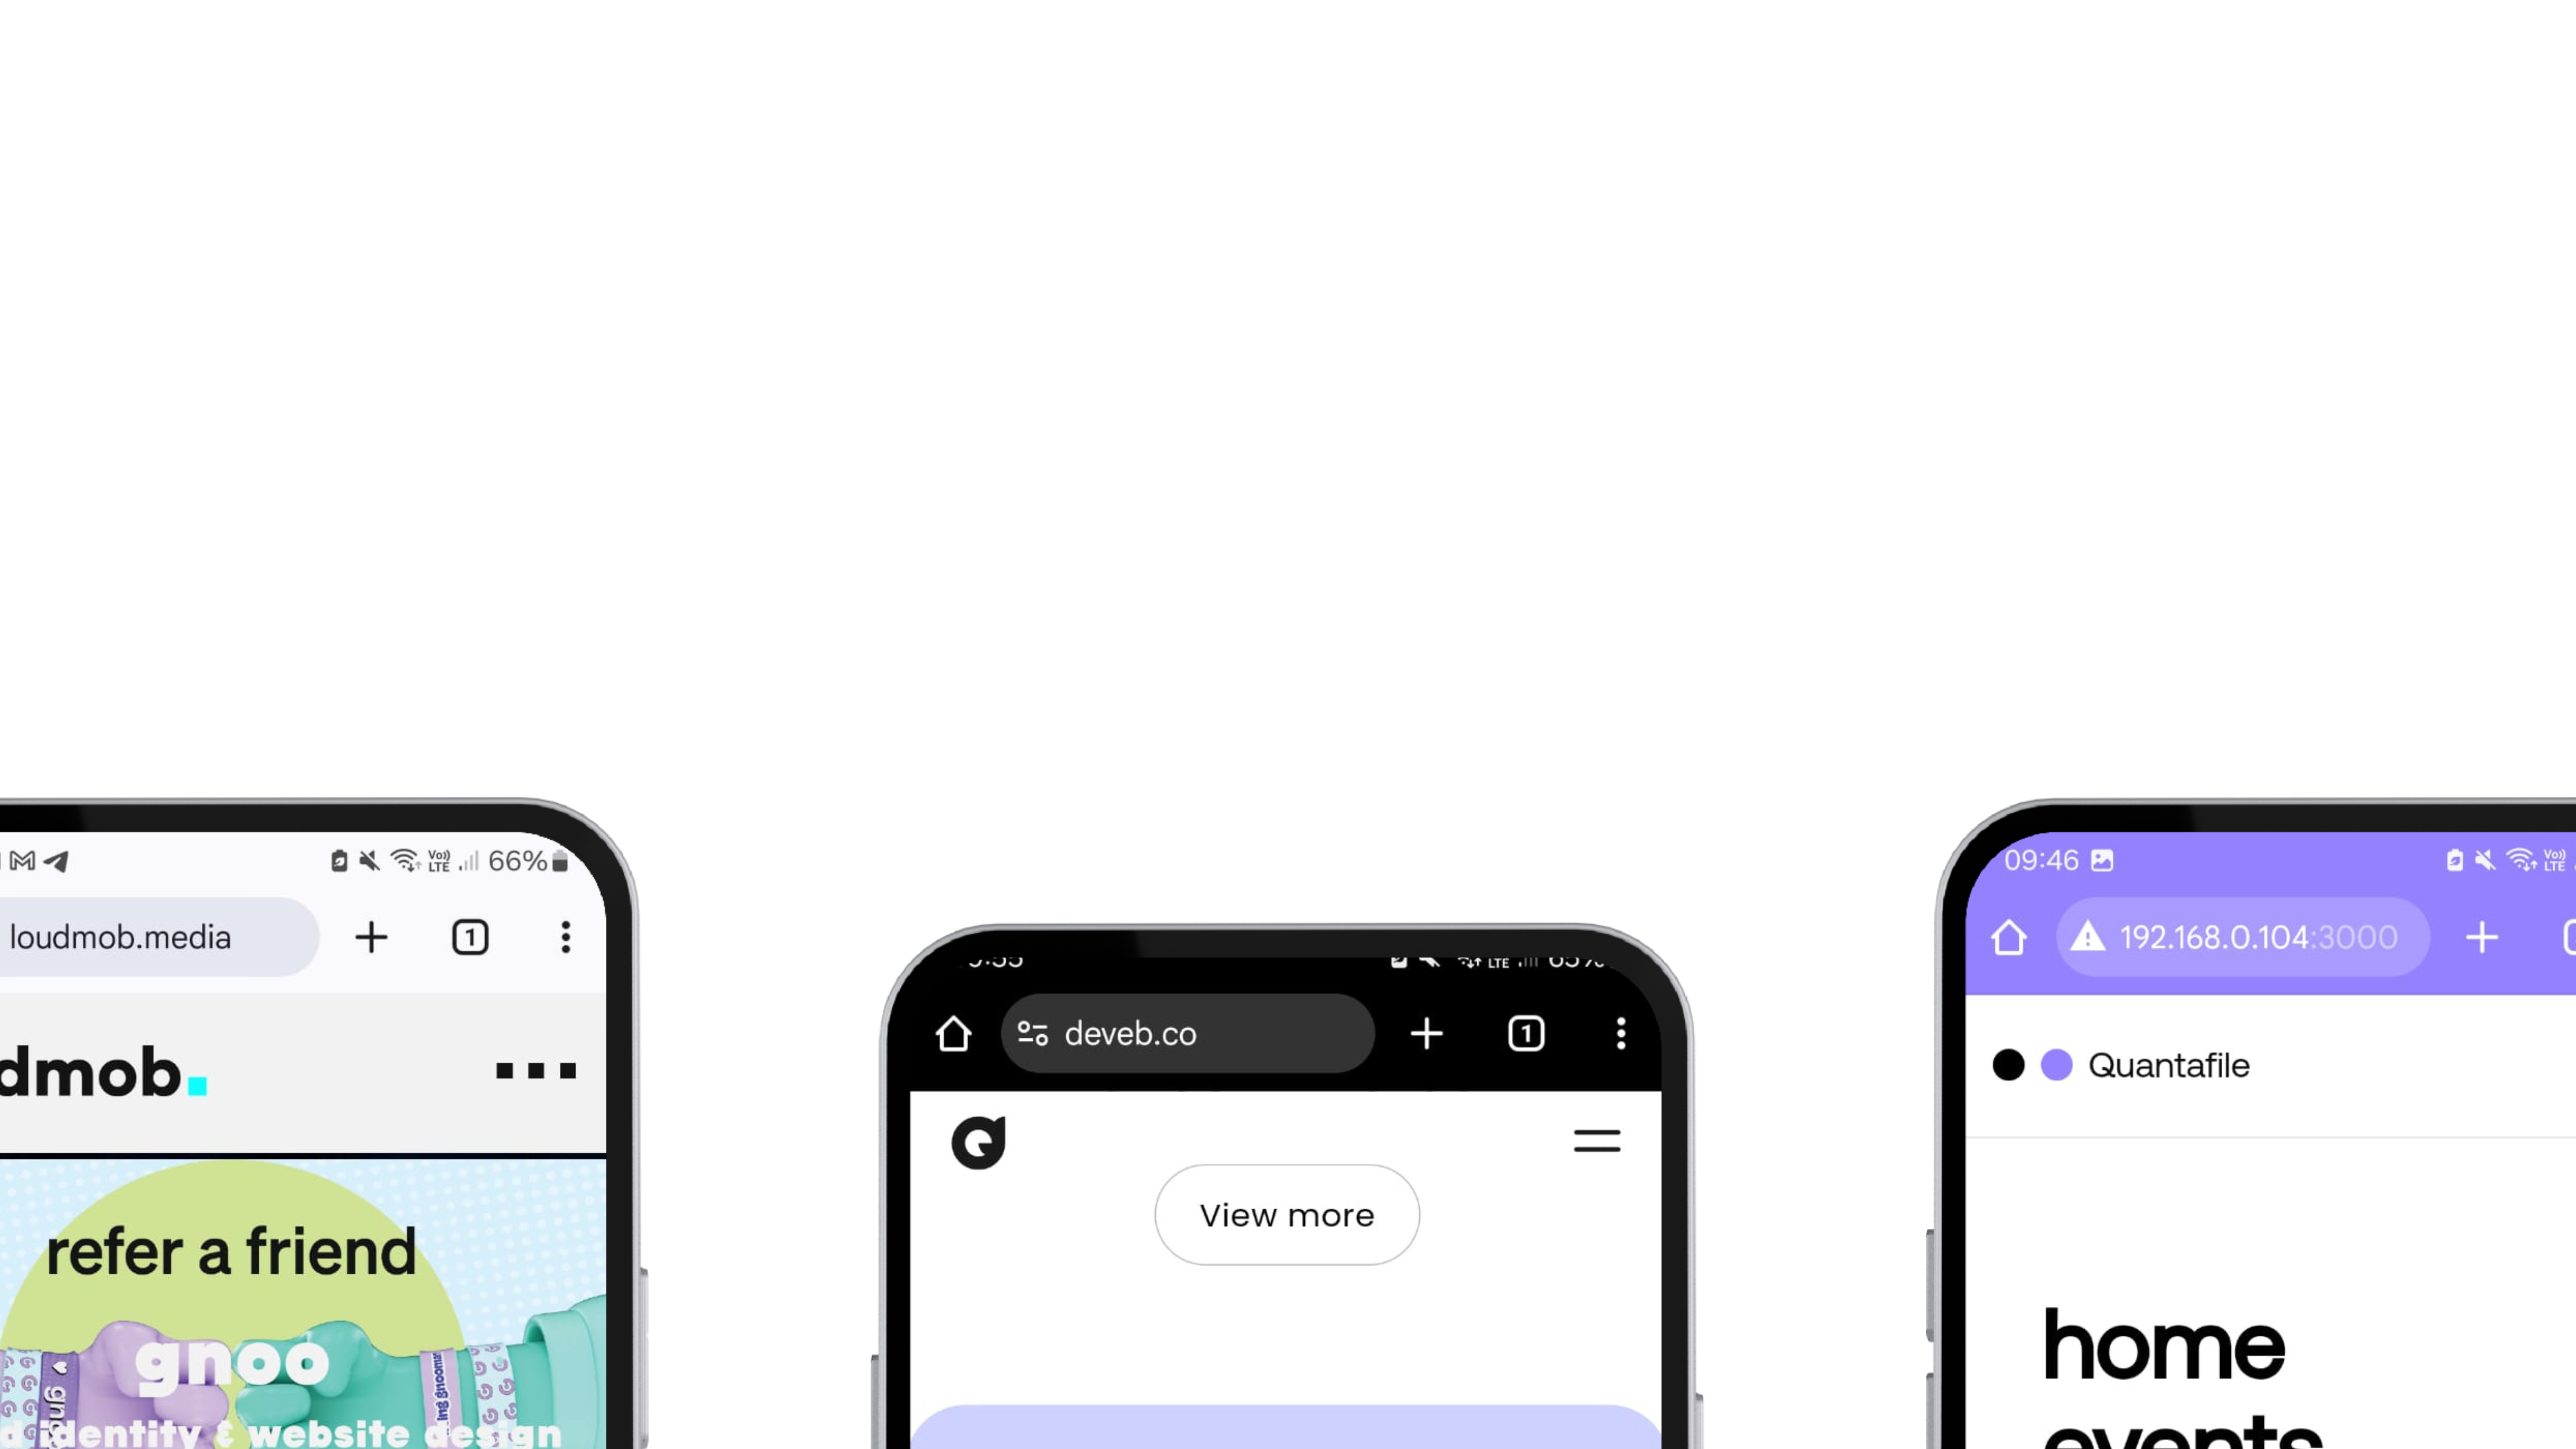 66%
loudmob.media
1
dmob.
refer a friend
gnoo
identity & website design
deveb.co
1
View more
09:46
192.168.0.104:3000
Quantafile
home
events